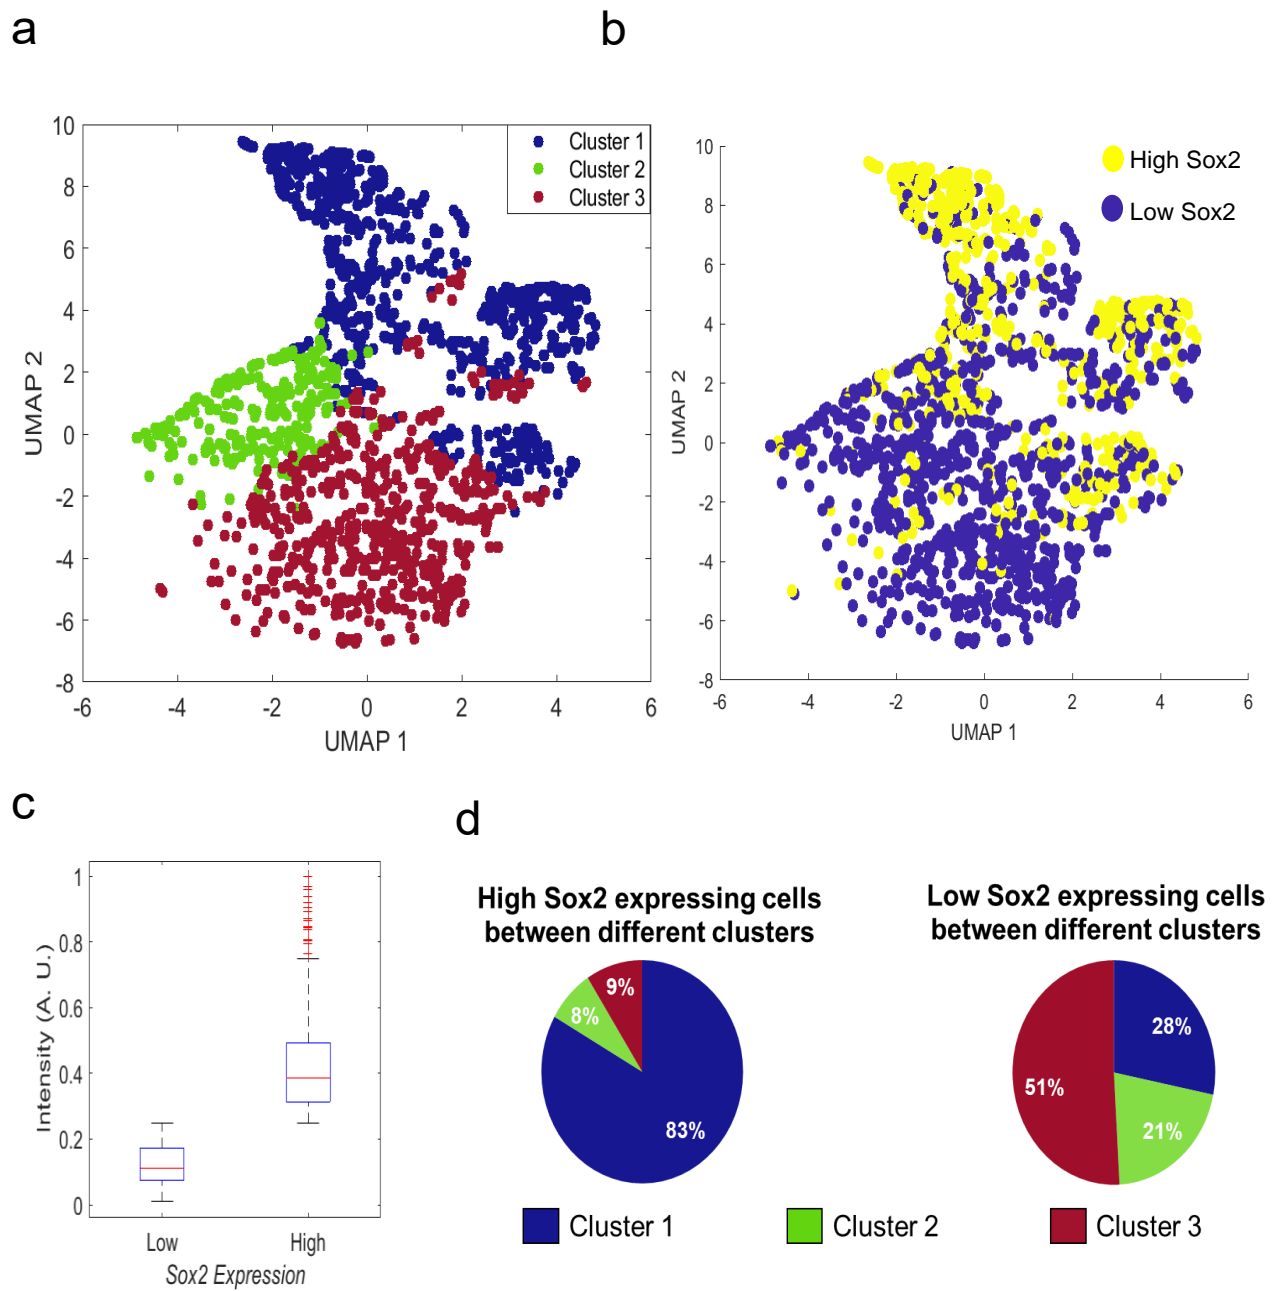 a
b
10
8
6
4
2
0
-2
-4
-6
-8
-6
-4
-2
0
2
4
6
UMAP 2
UMAP 1
Cluster 1
Cluster 2
Cluster 3
10
8
6
4
2
0
-2
-4
-6
-8
-6
-4
-2
0
2
4
6
UMAP 2
UMAP 1
High Sox2
Low Sox2
c
1
0.8
0.6
0.4
0.2
0
Intensity (A. U.)
Low
High
Sox2 Expression
d
High Sox2 expressing cells
between different clusters
9%
8%
83%
Low Sox2 expressing cells
between different clusters
28%
51%
21%
Cluster 1
Cluster 2
Cluster 3